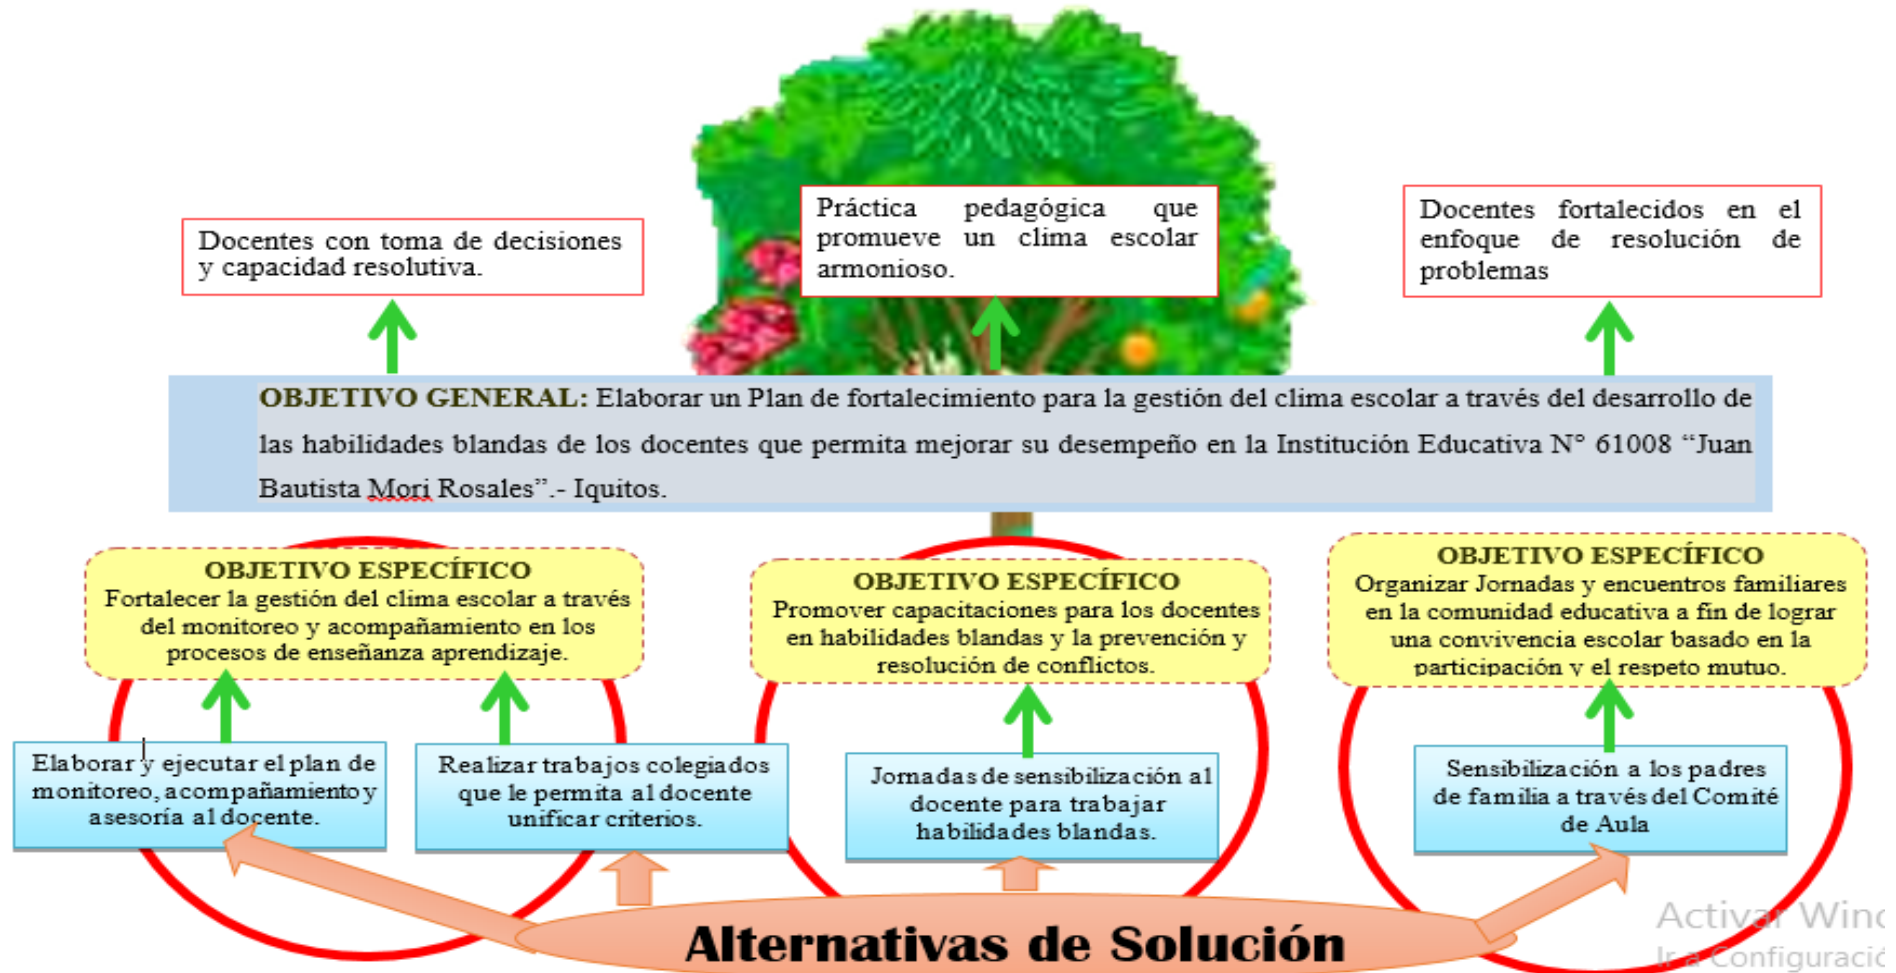 Docentes con toma de decisiones
y capacidad resolutiva.
Práctica pedagógica que
promueve un clima escolar
armonioso.
Docentes fortalecidos en el
enfoque de resolución de
problemas
OBJETIVO GENERAL: Elaborar un Plan de fortalecimiento para la gestión del clima escolar a través del desarrollo de
las habilidades blandas de los docentes que permita mejorar su desempeño en la Institución Educativa N° 61008 “Juan
Bautista Mori Rosales”.- Iquitos.
OBJETIVO ESPECÍFICO
Fortalecer la gestión del clima escolar a través
del monitoreo y acompañamiento en los
procesos de enseñanza aprendizaje.
OBJETIVO ESPECÍFICO
Promover capacitaciones para los docentes
en habilidades blandas y la prevención y
resolución de conflictos.
OBJETIVO ESPECÍFICO
Organizar Jornadas y encuentros familiares
en la comunidad educativa a fin de lograr
una convivencia escolar basado en la
participación y el respeto mutuo.
Elaborar y ejecutar el plan de
monitoreo, acompañamiento y
asesoría al docente.
Realizar trabajos colegiados
que le permita al docente
unificar criterios.
Jornadas de sensibilización al
docente para trabajar
habilidades blandas.
Sensibilización a los padres
de familia a través del Comité
de Aula
Alternativas de Solución
Activar Wind
Ir a Configuració